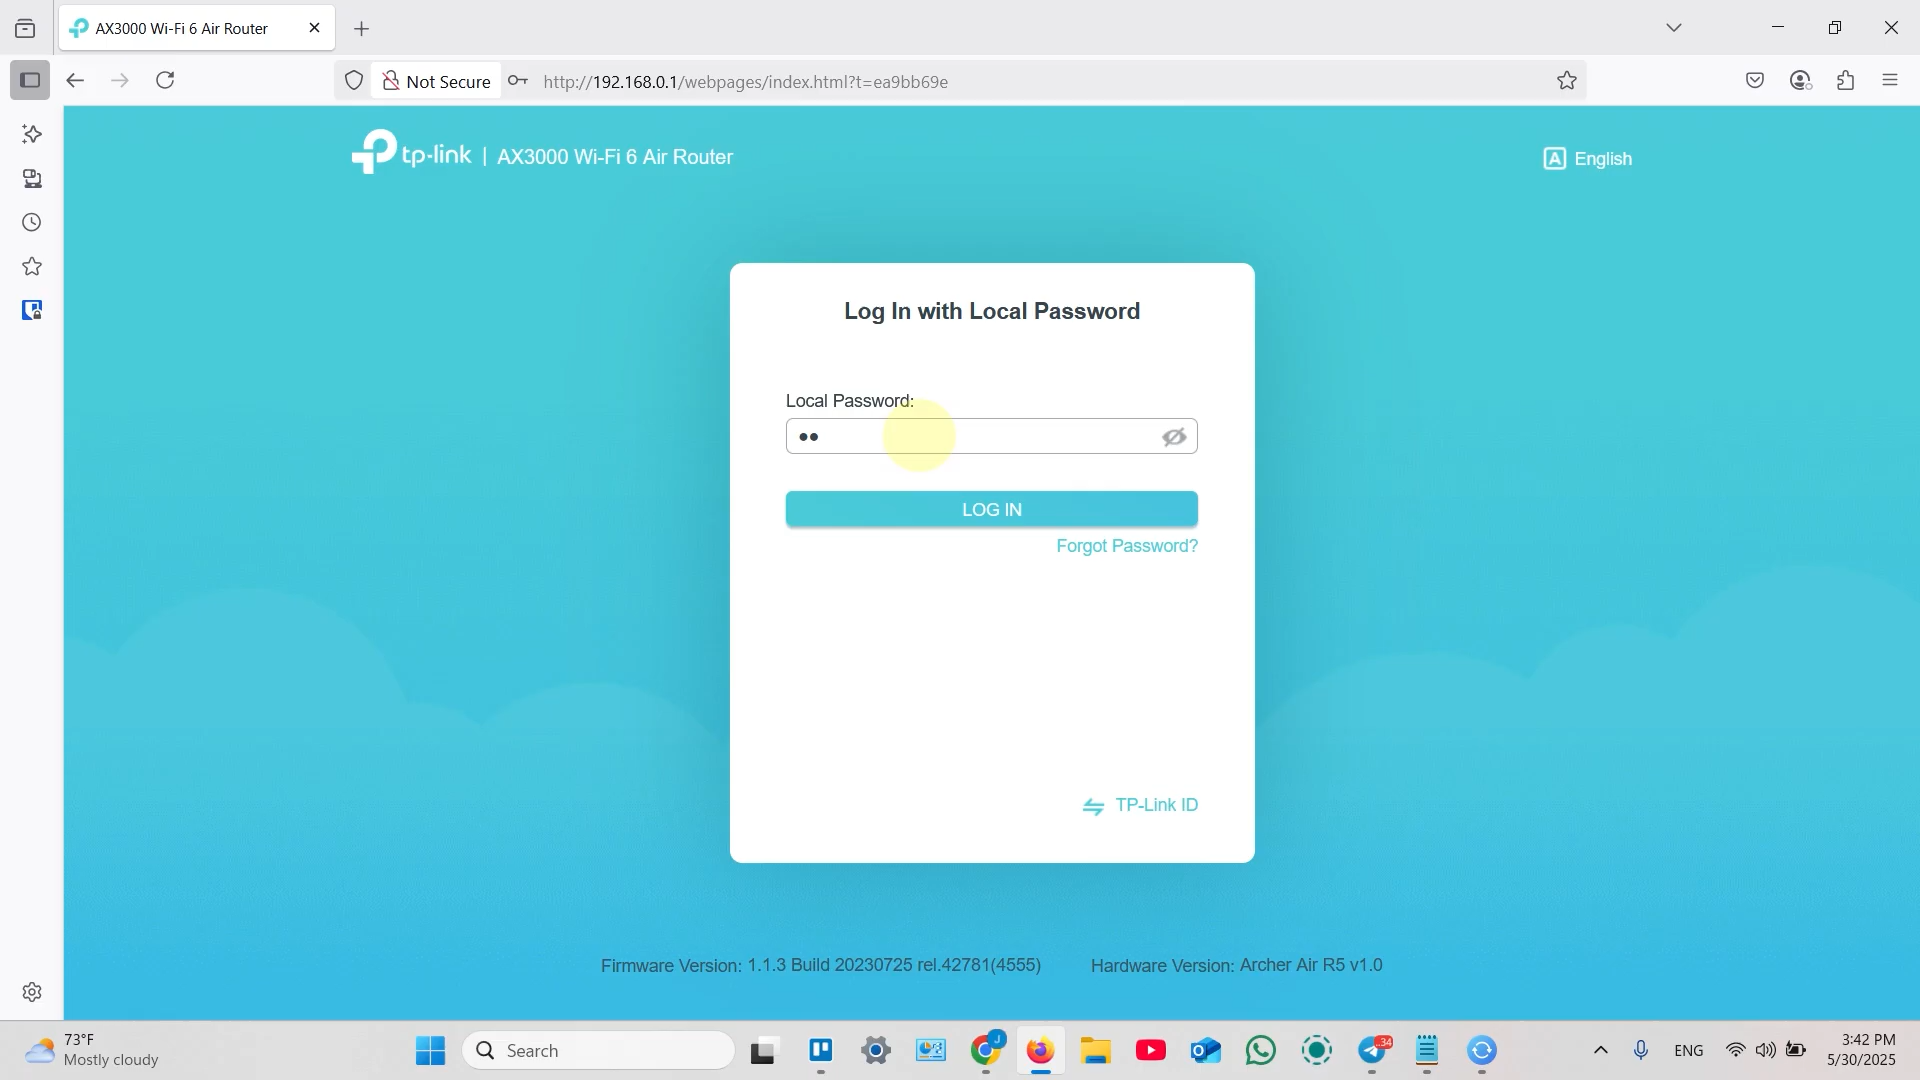 AX3000 Wi-Fi 6 Air Router
Not Secure
http://192.168.0.1/webpages/index.html?t=ea9bb69e
tp-link | AX3000 Wi-Fi 6 Air Router
English
Log In with Local Password
Local Password:
LOG IN
Forgot Password?
TP-Link ID
Firmware Version: 1.1.3 Build 20230725 rel.42781(4555)
Hardware Version: Archer Air R5 v1.0
73°F
Mostly cloudy
Search
J
..34
ENG
3:42 PM
5/30/2025